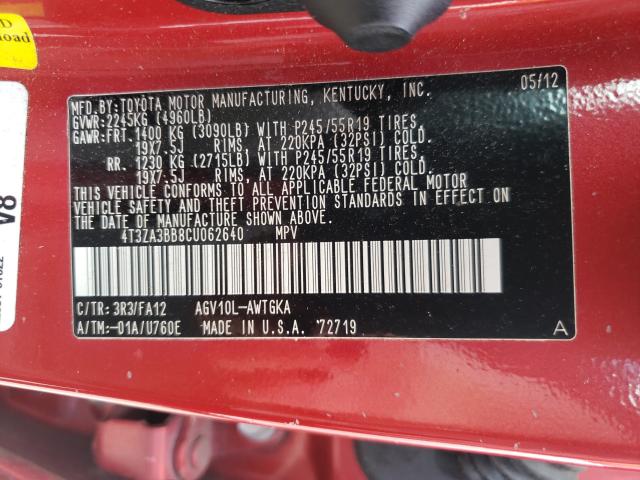 D
oad
V8
MFD.BY:TOYOTA MOTOR MANUFACTURING, KENTUCKY, INC. 05/12
GVWR:2245KG (4960LB)
GAWR:FRT. 1400 KG (3090LB) WITH P245/55R19 TIRES,
19X7.5J RIMS, AT 220KPA (32PSI) COLD.
RR. 1230 KG (2715LB) WITH P245/55R19 TIRES,
19X7.5J RIMS, AT 220KPA (32PSI) COLD.
THIS VEHICLE CONFORMS TO ALL APPLICABLE FEDERAL MOTOR
VEHICLE SAFETY AND THEFT PREVENTION STANDARDS IN EFFECT ON THE
DATE OF MANUFACTURE SHOWN ABOVE.
4T3ZA3BB8CU062640 MPV
C/TR: 3R3/FA12 AGV10L-AWTGKA
A/TM:-01A/U760E MADE IN U.S.A. 72719 A